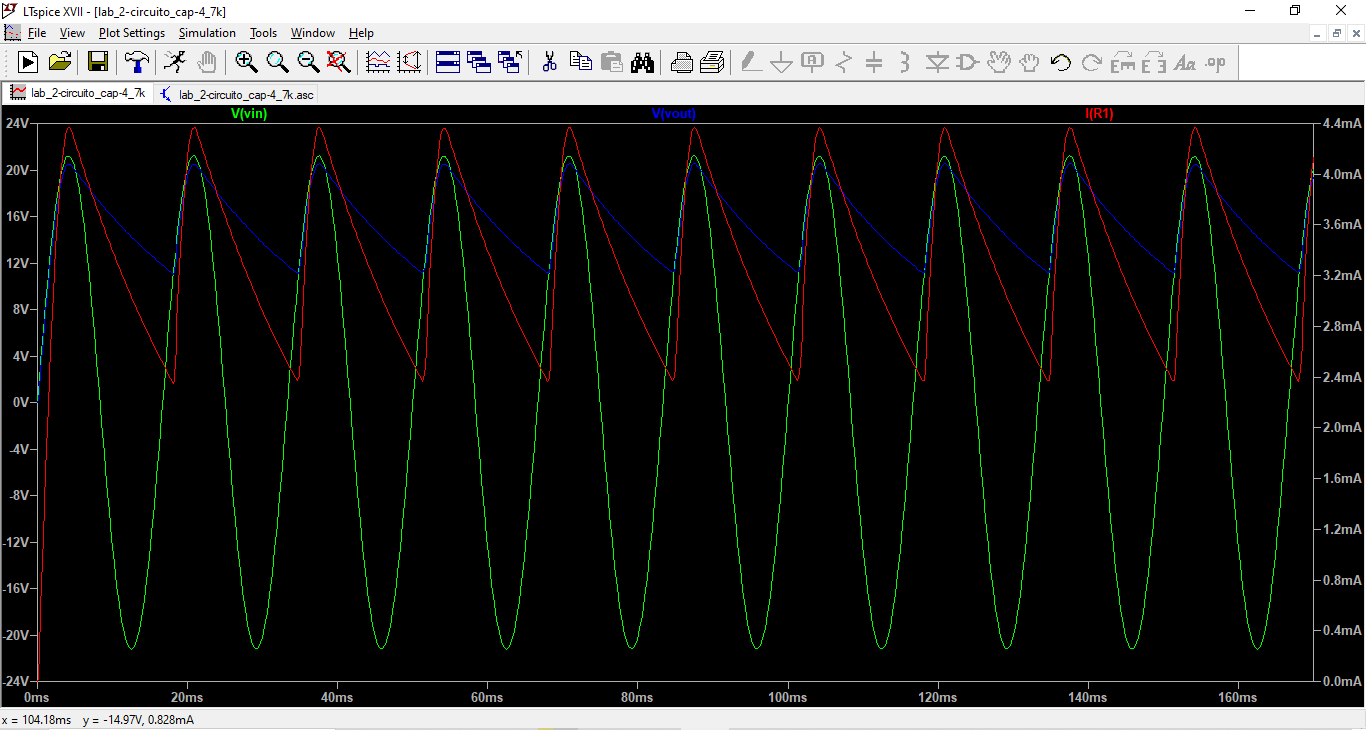 LTspice XVII - [lab_2-circuito_cap-4_7k]
File View Plot Settings Simulation Tools Window Help
lab_2-circuito_cap-4_7k lab_2-circuito_cap-4_7k.asc
V(vin) V(vout) I(R1)
24V 4.4mA
20V 4.0mA
16V 3.6mA
12V 3.2mA
8V 2.8mA
4V 2.4mA
0V 2.0mA
-4V 1.6mA
-8V 1.2mA
-12V 0.8mA
-16V 0.4mA
-20V
-24V 0.0mA
0ms 20ms 40ms 60ms 80ms 100ms 120ms 140ms 160ms
x = 104.18ms y = -14.97V, 0.828mA